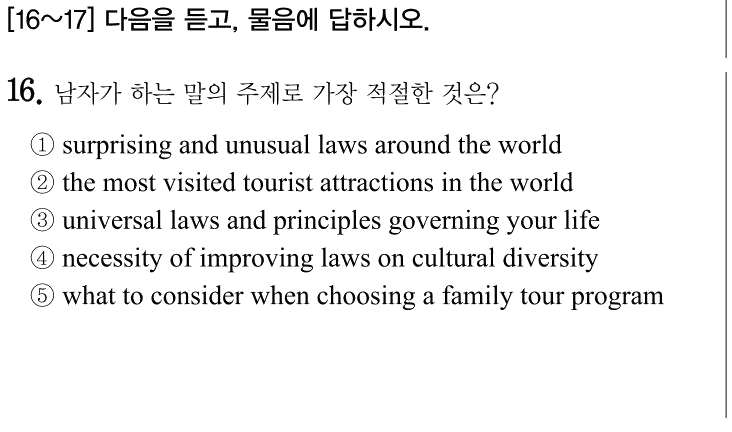 [16～17] 다음을 듣고, 물음에 답하시오.
16. 남자가 하는 말의 주제로 가장 적절한 것은?
① surprising and unusual laws around the world
② the most visited tourist attractions in the world
③ universal laws and principles governing your life
④ necessity of improving laws on cultural diversity
⑤ what to consider when choosing a family tour program